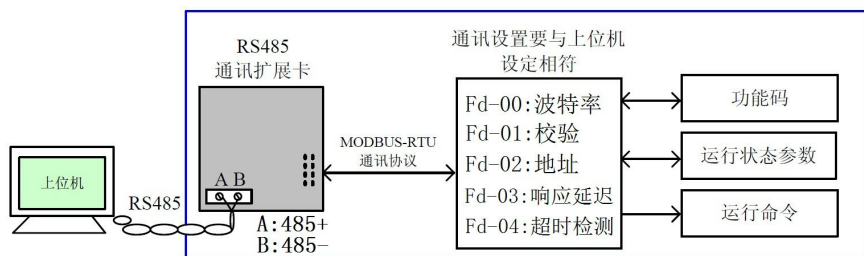 RS485
通讯扩展卡
通讯设置要与上位机
设定相符
Fd-00:波特率
Fd-01:校验
Fd-02:地址
Fd-03:响应延迟
Fd-04:超时检测
功能码
运行状态参数
运行命令
MODBUS-RTU
通讯协议
上位机
RS485
A B
A:485+
B:485-